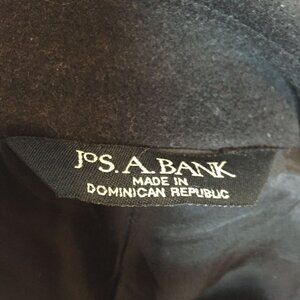 JOS. A. BANK
MADE IN
DOMINICAN REPUBLIC